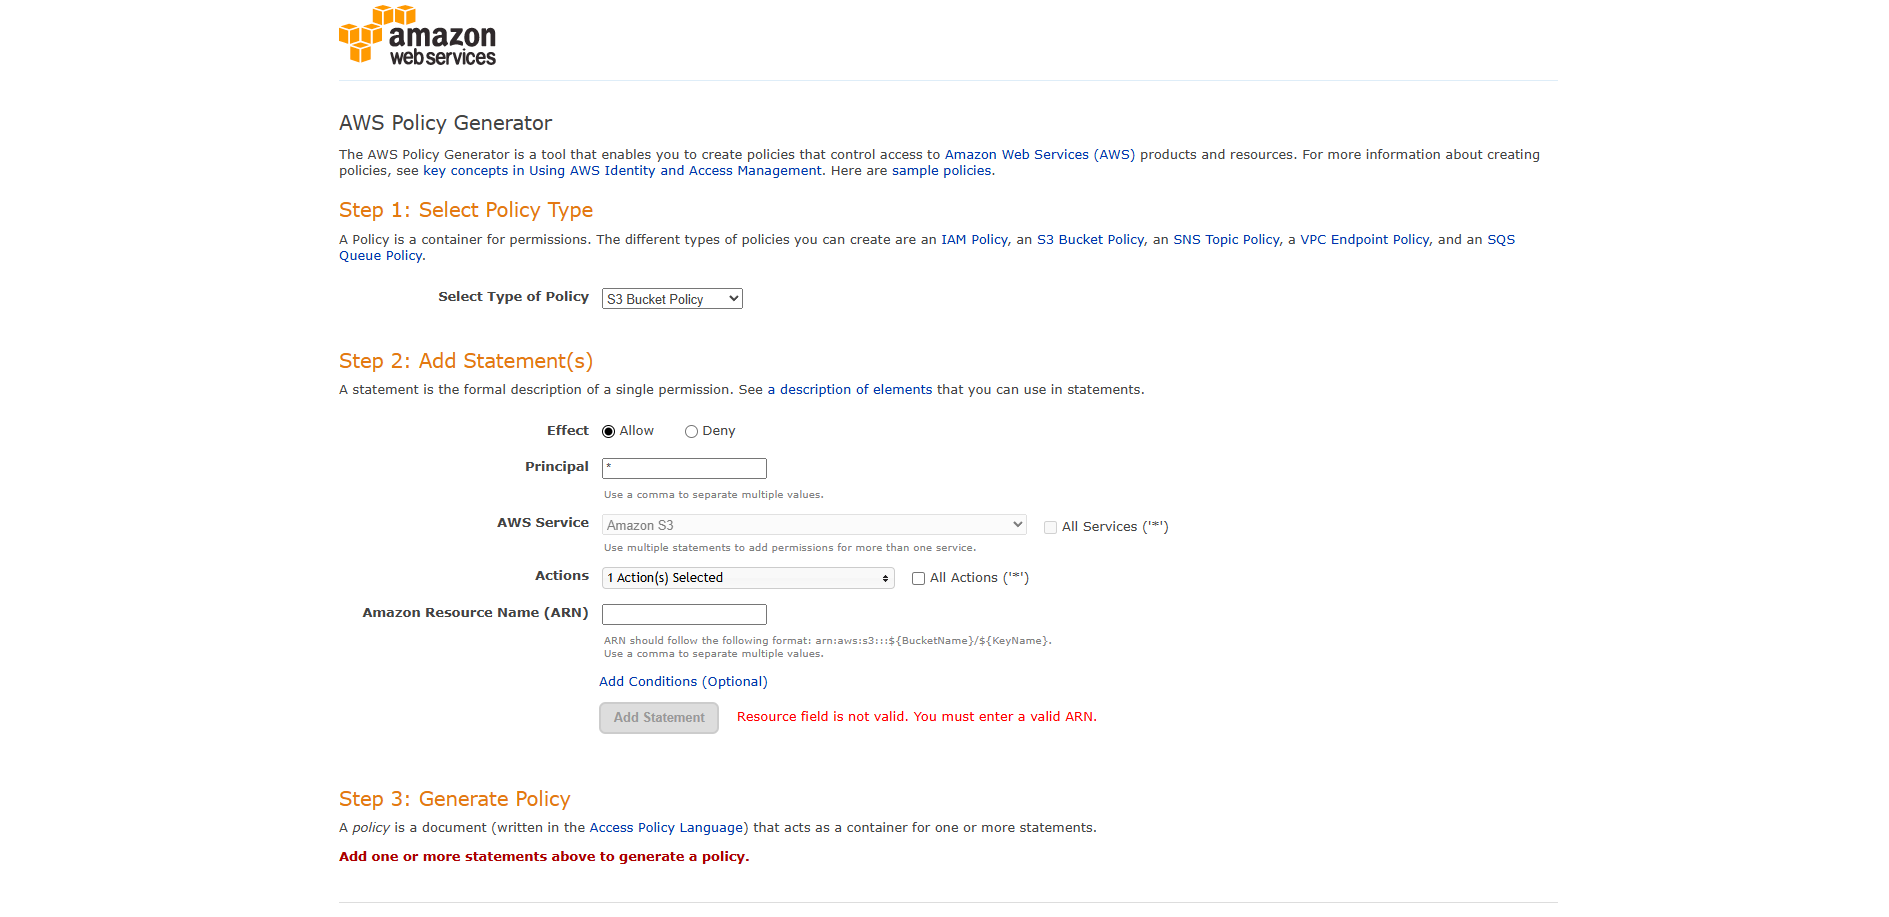 amazon
web services
AWS Policy Generator
The AWS Policy Generator is a tool that enables you to create policies that control access to Amazon Web Services (AWS) products and resources. For more information about creating
policies, see key concepts in Using AWS Identity and Access Management. Here are sample policies.
Step 1: Select Policy Type
A Policy is a container for permissions. The different types of policies you can create are an IAM Policy, an S3 Bucket Policy, an SNS Topic Policy, a VPC Endpoint Policy, and an SQS
Queue Policy.
Select Type of Policy S3 Bucket Policy
Step 2: Add Statement(s)
A statement is the formal description of a single permission. See a description of elements that you can use in statements.
Effect Allow Deny
Principal *
Use a comma to separate multiple values.
AWS Service Amazon S3 All Services ('*')
Use multiple statements to add permissions for more than one service.
Actions 1 Action(s) Selected All Actions ('*')
Amazon Resource Name (ARN)
ARN should follow the following format: arn:aws:s3:::${BucketName}/${KeyName}.
Use a comma to separate multiple values.
Add Conditions (Optional)
Add Statement Resource field is not valid. You must enter a valid ARN.
Step 3: Generate Policy
A policy is a document (written in the Access Policy Language) that acts as a container for one or more statements.
Add one or more statements above to generate a policy.